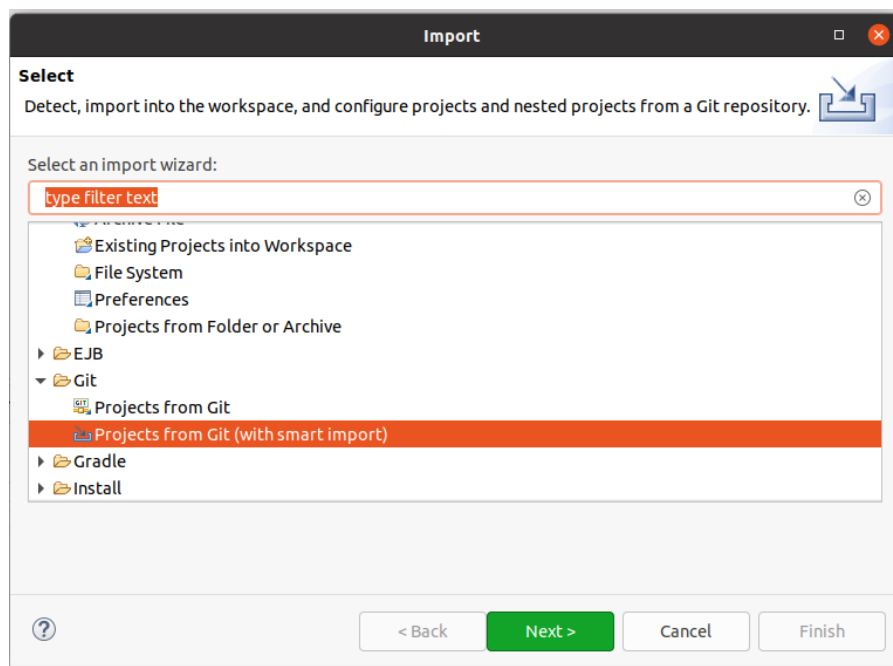 Import
Select
Detect, import into the workspace, and configure projects and nested projects from a Git repository.
Select an import wizard:
type filter text
Existing Projects into Workspace
File System
Preferences
Projects from Folder or Archive
EJB
Git
GIT
Projects from Git
Projects from Git (with smart import)
Gradle
Install
?
< Back
Next >
Cancel
Finish